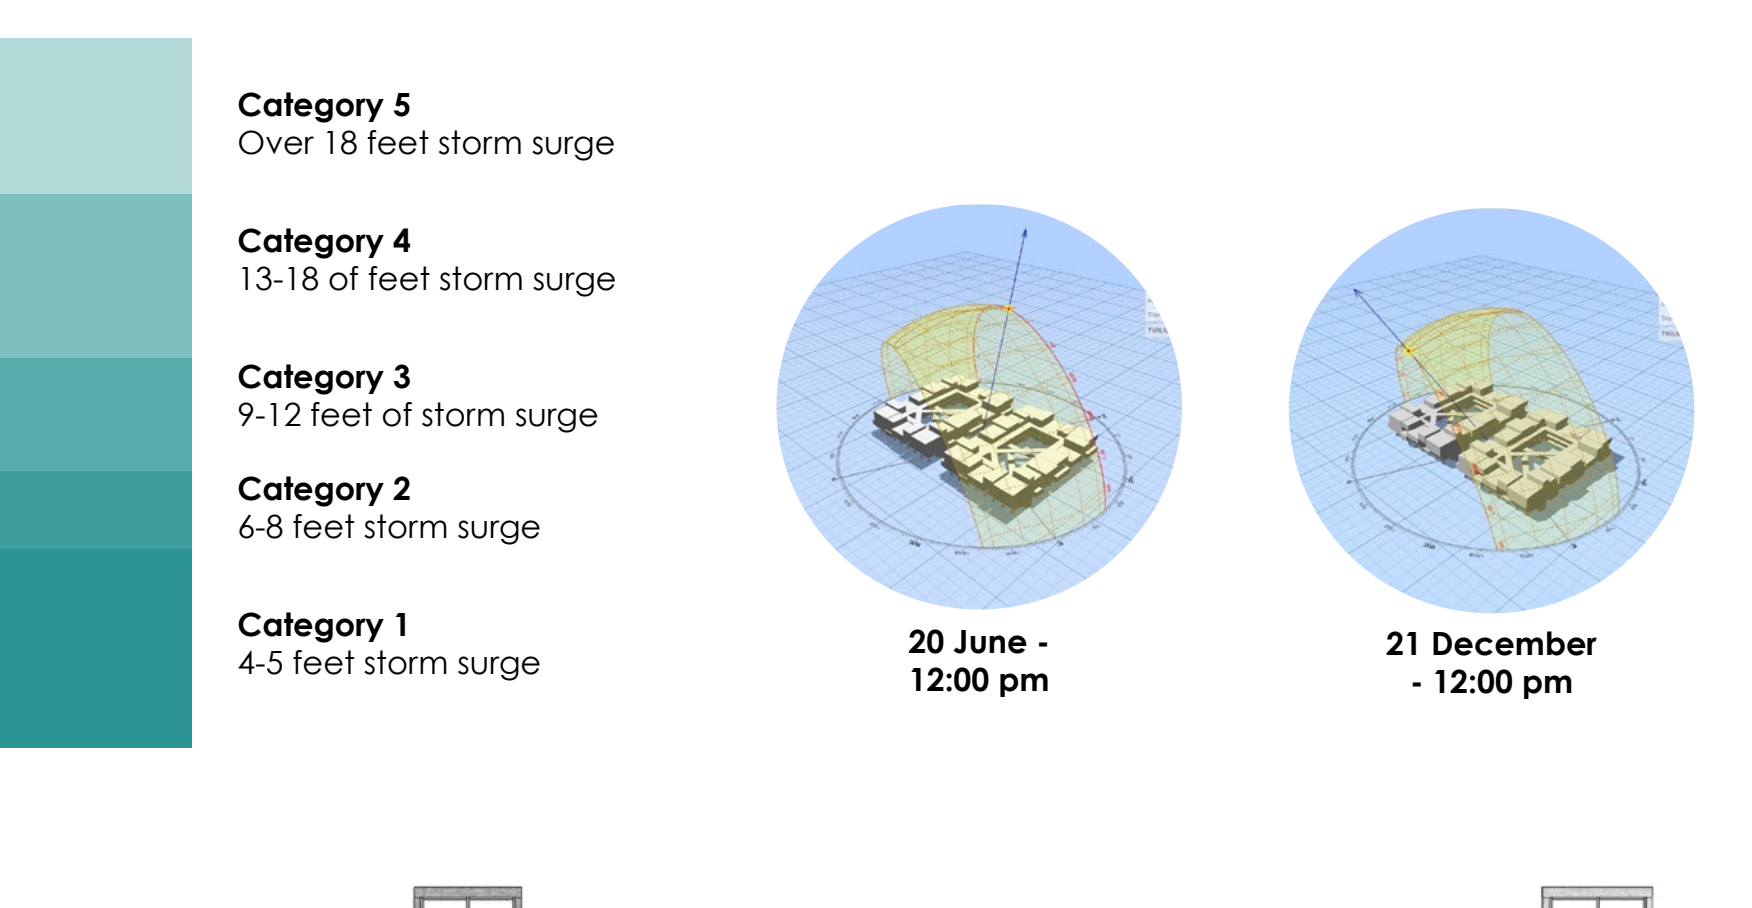 Category 5
Over 18 feet storm surge
Category 4
13-18 of feet storm surge
Category 3
9-12 feet of storm surge
Category 2
6-8 feet storm surge
Category 1
4-5 feet storm surge
20 June -
12:00 pm
21 December
- 12:00 pm